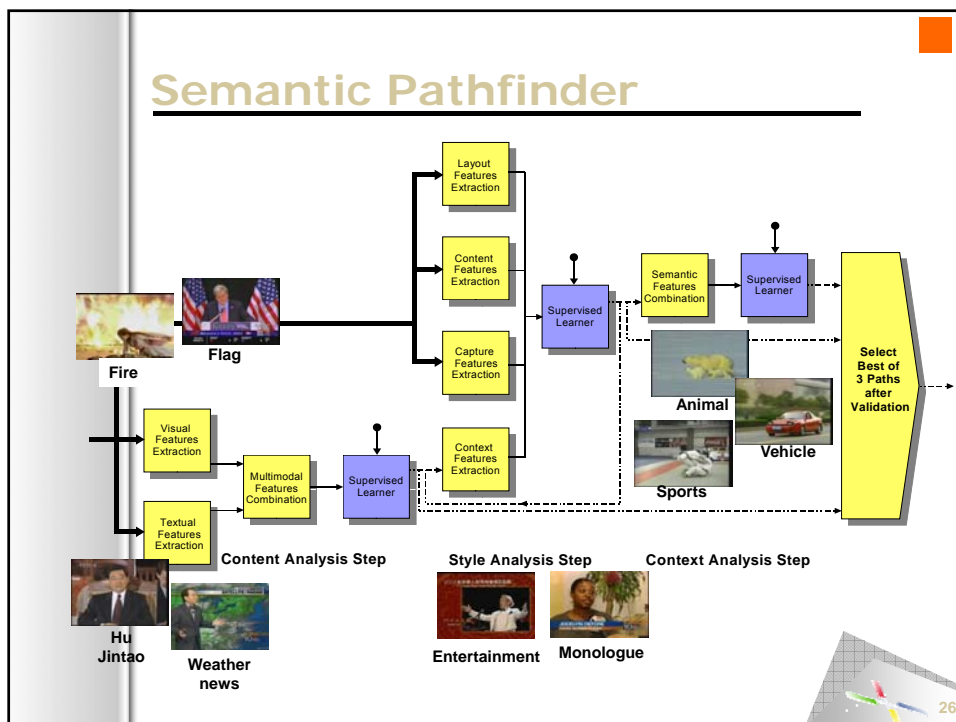 Semantic Pathfinder
Layout
Features
Extraction
Content
Features
Extraction
Capture
Features
Extraction
Context
Features
Extraction
Supervised
Learner
Semantic
Features
Combination
Supervised
Learner
Select
Best of
3 Paths
after
Validation
Flag
Fire
Animal
Vehicle
Sports
Visual
Features
Extraction
Multimodal
Features
Combination
Supervised
Learner
Textual
Features
Extraction
Content Analysis Step
Style Analysis Step
Context Analysis Step
Hu
Jintao
Weather
news
Entertainment
Monologue
26